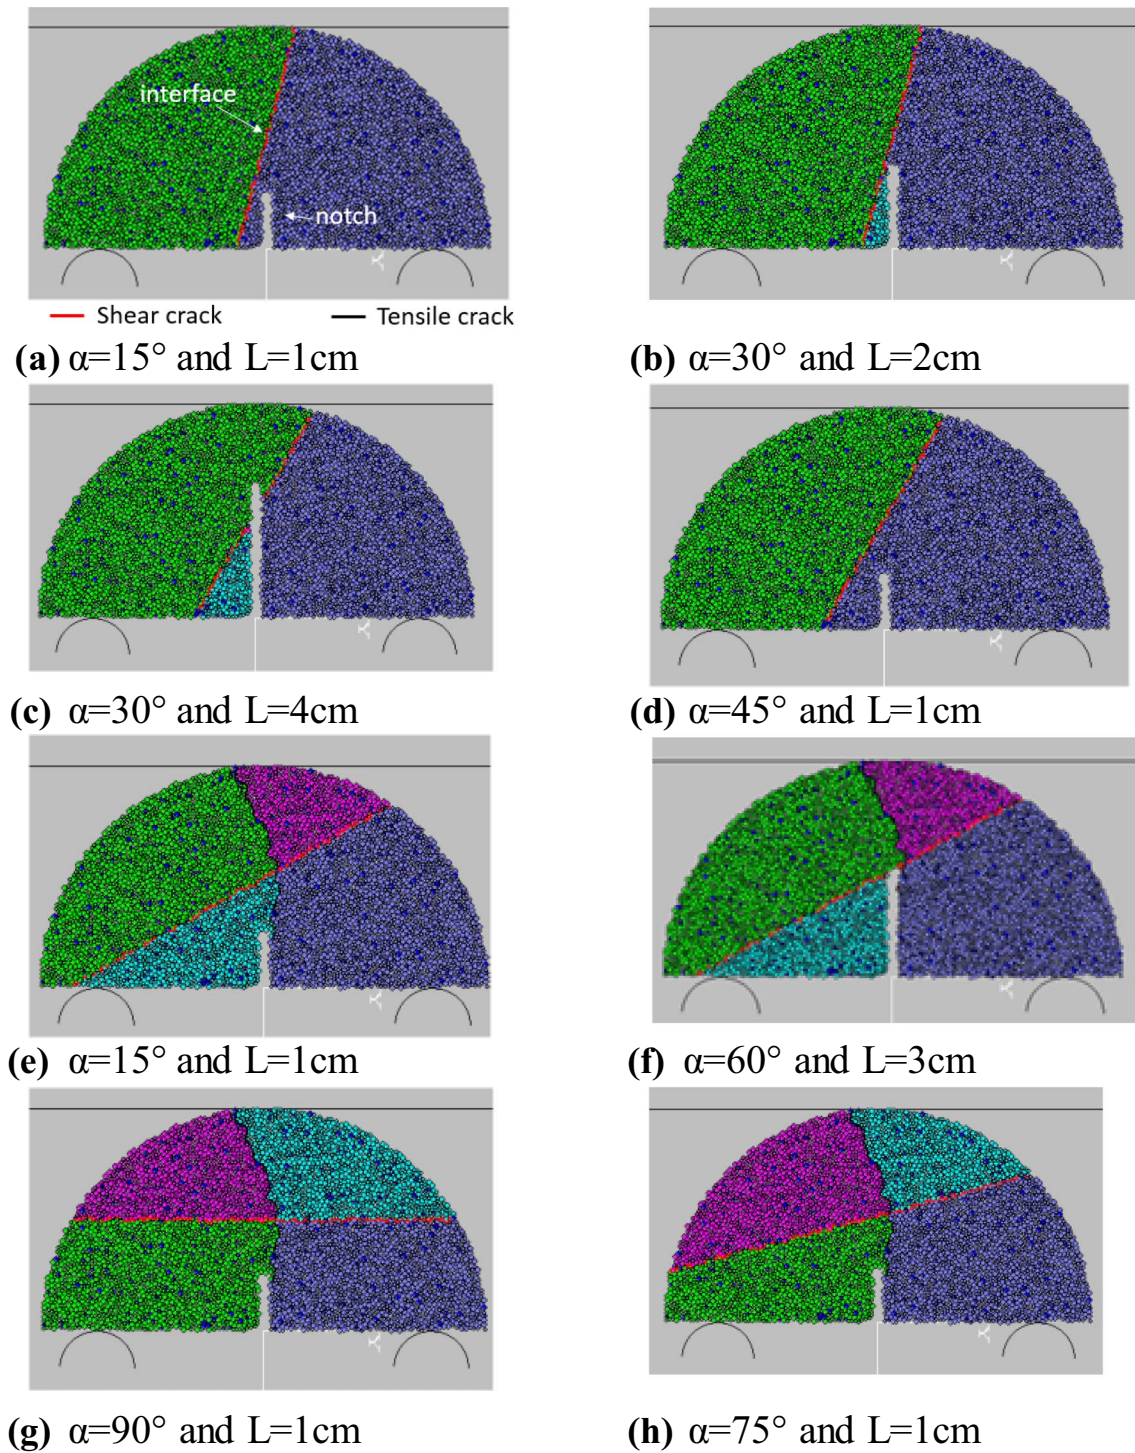 interface
notch
Shear crack Tensile crack
(a) α=15° and L=1cm
(b) α=30° and L=2cm
(c) α=30° and L=4cm
(d) α=45° and L=1cm
(e) α=15° and L=1cm
(f) α=60° and L=3cm
(g) α=90° and L=1cm
(h) α=75° and L=1cm